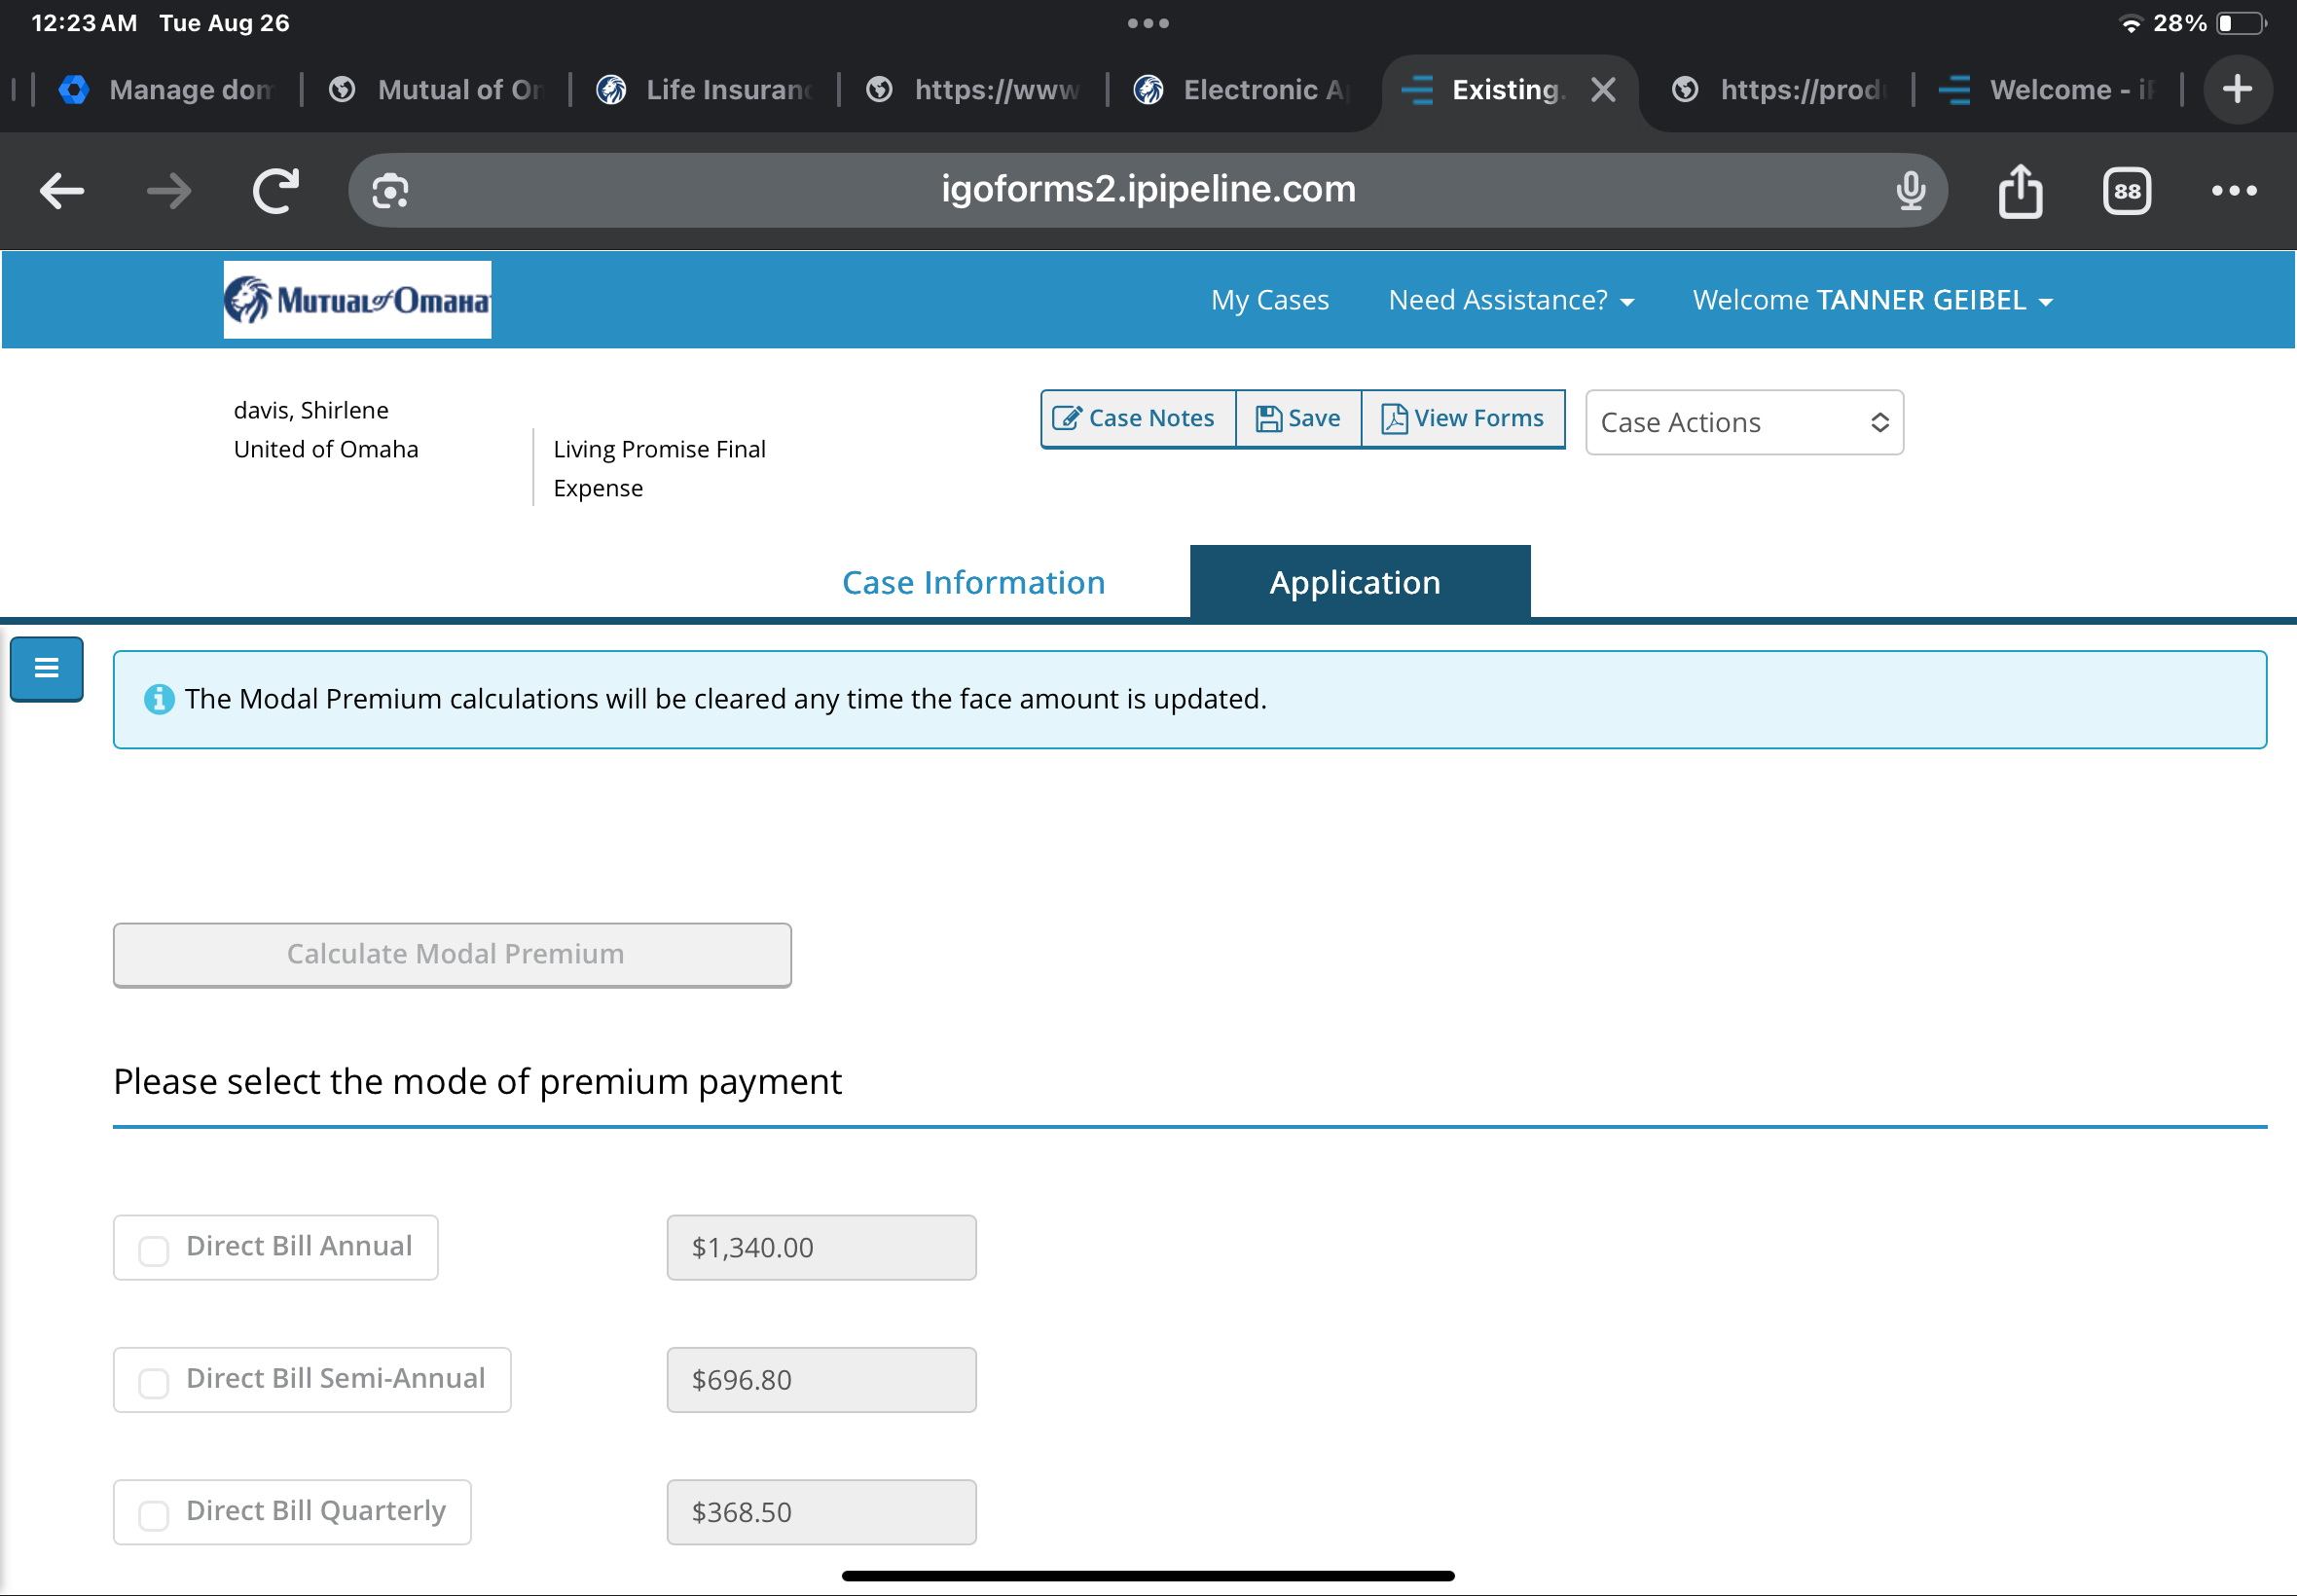 12:23 AM Tue Aug 26
28%
Manage dom
Mutual of Om
Life Insuranc
https://www
Electronic A
Existing.
https://prod
Welcome - iP
igoforms2.ipipeline.com
88
Mutual of Omaha
My Cases
Need Assistance?
Welcome TANNER GEIBEL
davis, Shirlene
United of Omaha
Living Promise Final
Expense
Case Notes
Save
View Forms
Case Actions
Case Information
Application
The Modal Premium calculations will be cleared any time the face amount is updated.
Calculate Modal Premium
Please select the mode of premium payment
Direct Bill Annual
$1,340.00
Direct Bill Semi-Annual
$696.80
Direct Bill Quarterly
$368.50